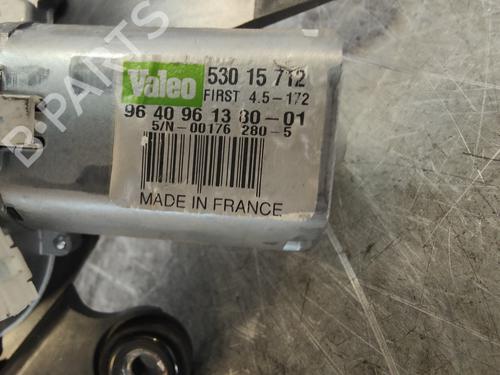 B-PARTS
Valeo 530 15 712
FIRST 4.5-172
96 40 96 13 80-01
S/N-00176 280-5
MADE IN FRANCE